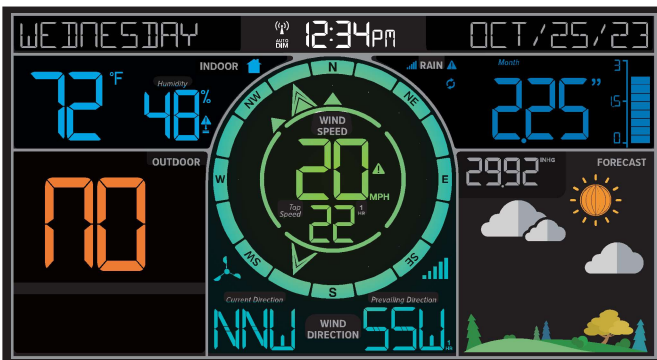 WEDNESDAY
AUTO DIM
12:34PM
OCT/25/23
INDOOR
72 °F
Humidity
48%
RAIN
Month
2.25”
3
1.5
0
OUTDOOR
70
N
NE
E
SE
S
SW
W
NW
WIND
SPEED
20
MPH
Top
Speed
22
1
HR
29.92 INHG
FORECAST
Current Direction
NNW
WIND
DIRECTION
Prevailing Direction
SSW
1
HR